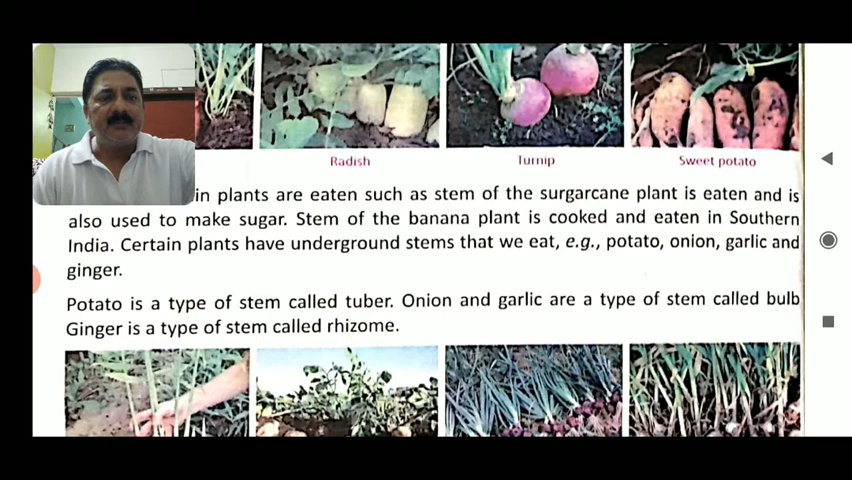 Radish Turnip Sweet potato
in plants are eaten such as stem of the surgarcane plant is eaten and is
also used to make sugar. Stem of the banana plant is cooked and eaten in Southern
India. Certain plants have underground stems that we eat, e.g., potato, onion, garlic and
ginger.
Potato is a type of stem called tuber. Onion and garlic are a type of stem called bulb
Ginger is a type of stem called rhizome.